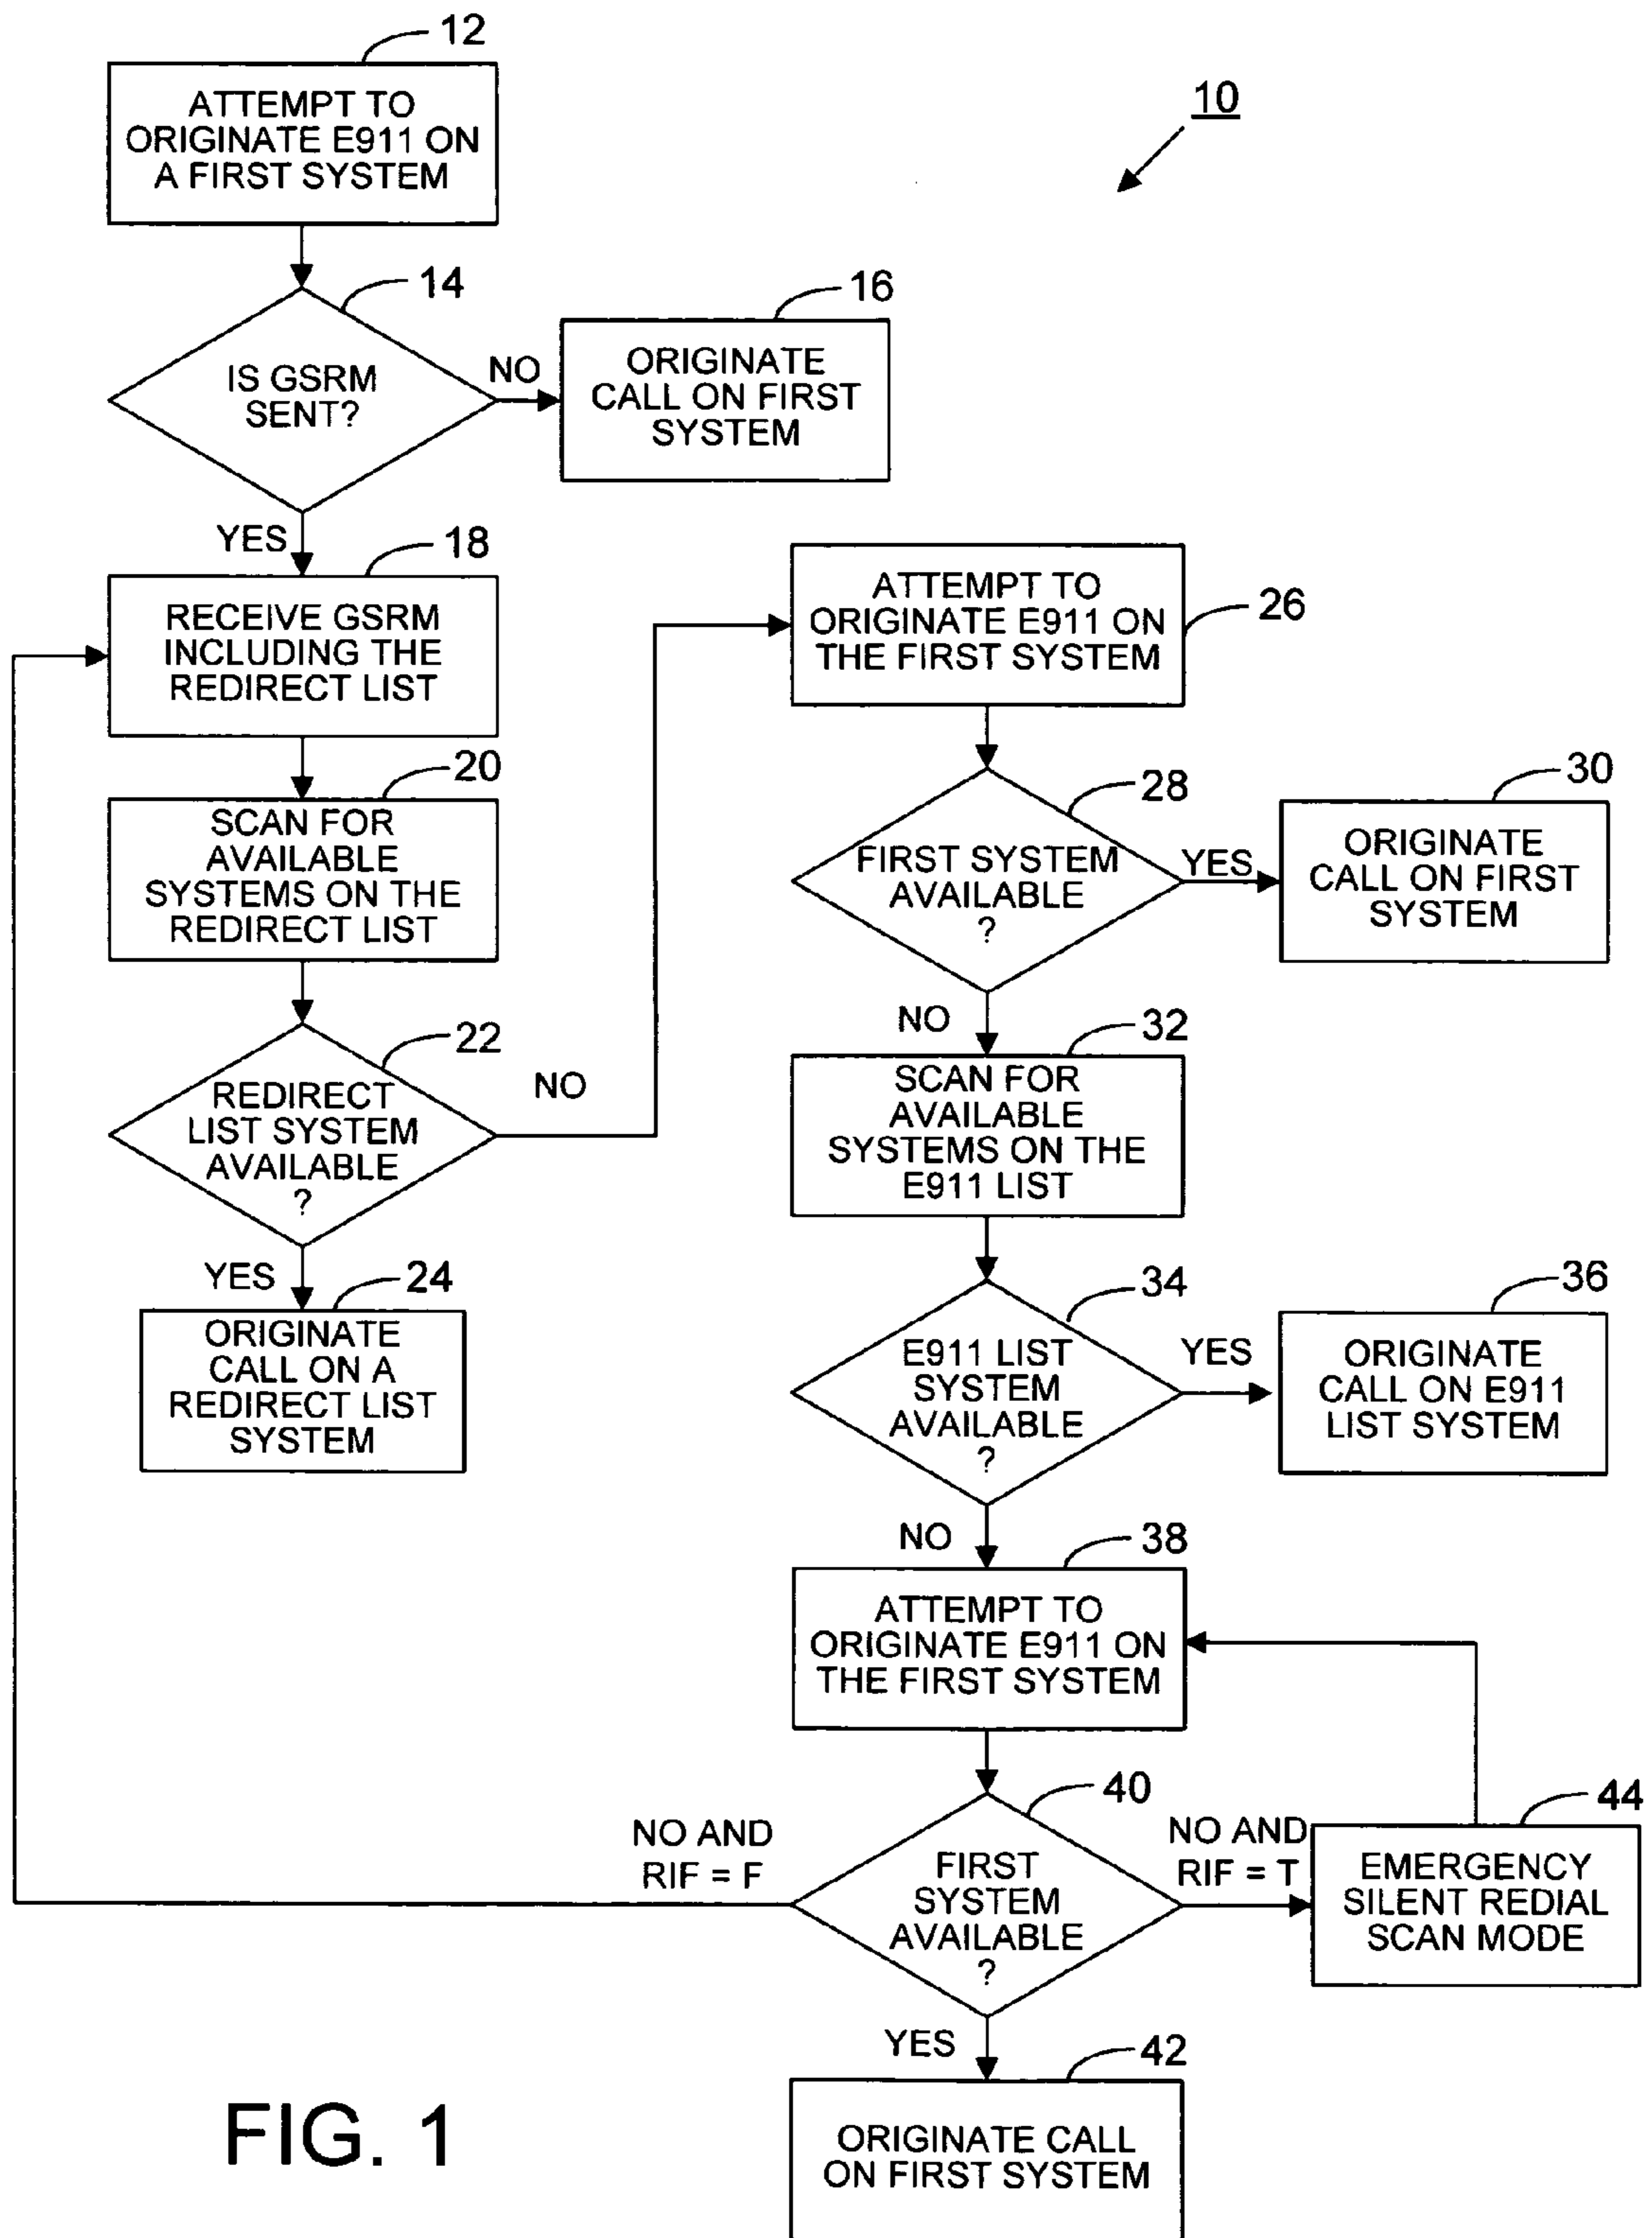 12
ATTEMPT TO
ORIGINATE E911 ON
A FIRST SYSTEM
10
14
IS GSRM
SENT?
NO
16
ORIGINATE
CALL ON FIRST
SYSTEM
YES
18
RECEIVE GSRM
INCLUDING THE
REDIRECT LIST
20
SCAN FOR
AVAILABLE
SYSTEMS ON THE
REDIRECT LIST
22
REDIRECT
LIST SYSTEM
AVAILABLE
?
NO
YES
24
ORIGINATE
CALL ON A
REDIRECT LIST
SYSTEM
26
ATTEMPT TO
ORIGINATE E911 ON
THE FIRST SYSTEM
28
FIRST SYSTEM
AVAILABLE
?
YES
30
ORIGINATE
CALL ON FIRST
SYSTEM
NO
32
SCAN FOR
AVAILABLE
SYSTEMS ON THE
E911 LIST
34
E911 LIST
SYSTEM
AVAILABLE
?
YES
36
ORIGINATE
CALL ON E911
LIST SYSTEM
NO
38
ATTEMPT TO
ORIGINATE E911 ON
THE FIRST SYSTEM
40
FIRST
SYSTEM
AVAILABLE
?
NO AND
RIF = F
NO AND
RIF = T
44
EMERGENCY
SILENT REDIAL
SCAN MODE
YES
42
ORIGINATE CALL
ON FIRST SYSTEM
FIG. 1